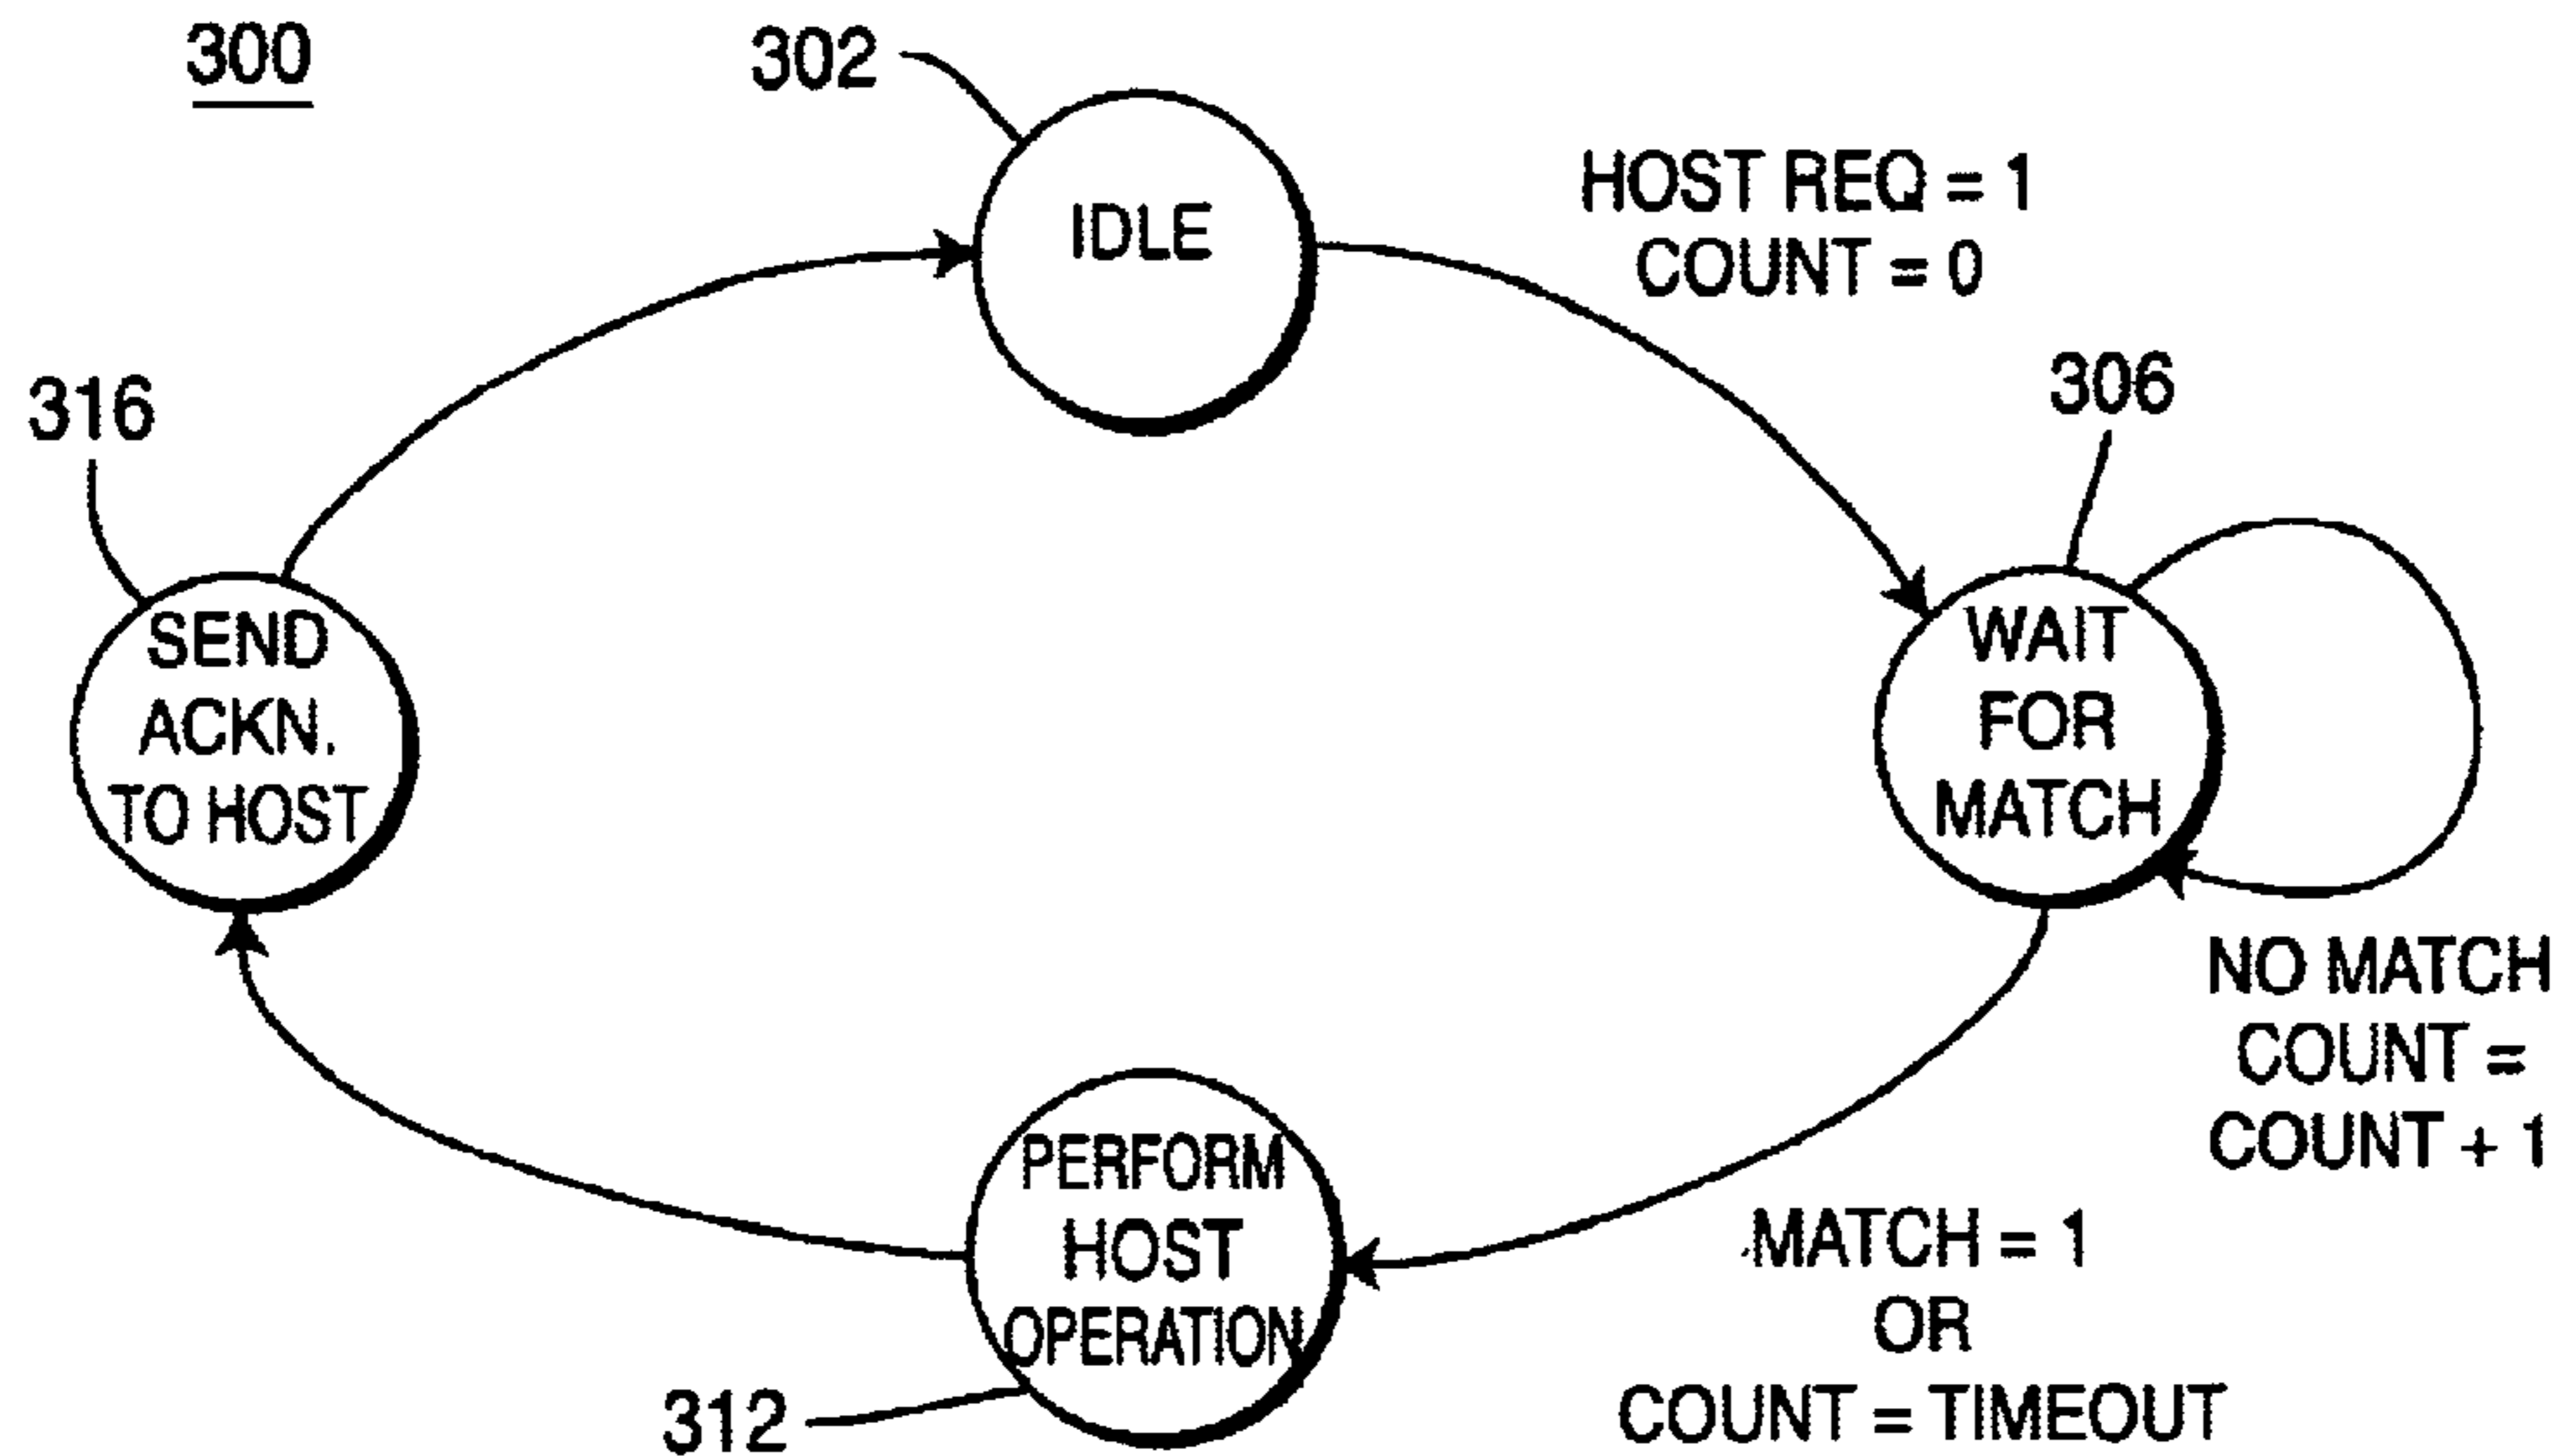 300
302
IDLE
HOST REQ = 1
COUNT = 0
316
306
SEND
ACKN.
TO HOST
WAIT
FOR
MATCH
NO MATCH
COUNT =
COUNT + 1
PERFORM
HOST
OPERATION
312
MATCH = 1
OR
COUNT = TIMEOUT